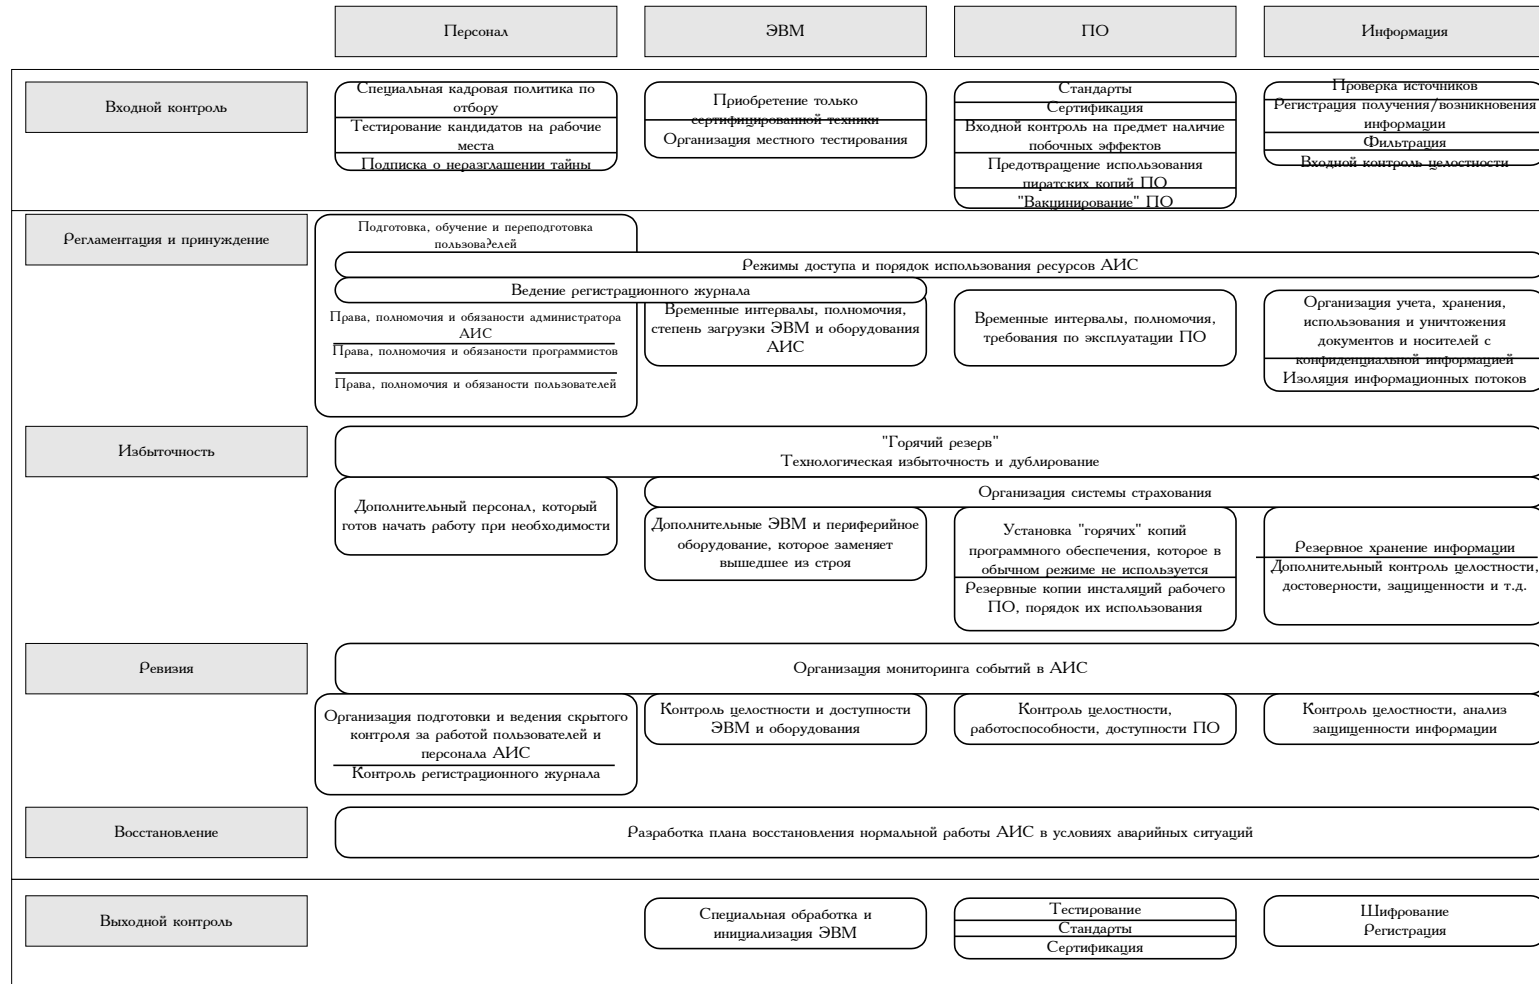 Персонал
ЭВМ
ПО
Информация
Входной контроль
Специальная кадровая политика по
отбору
Тестирование кандидатов на рабочие
места
Подписка о неразглашении тайны
Приобретение только
сертифицированной техники
Организация местного тестирования
Стандарты
Сертификация
Входной контроль на предмет наличие
побочных эффектов
Предотвращение использования
пиратских копий ПО
"Вакцинирование" ПО
Проверка источников
Регистрация получения/возникновения
информации
Фильтрация
Входной контроль целостности
Регламентация и принуждение
Подготовка, обучение и переподготовка
пользова?елей
Режимы доступа и порядок использования ресурсов АИС
Ведение регистрационного журнала
Права, полномочия и обязаности администратора
АИС
Права, полномочия и обязаности программистов
Права, полномочия и обязаности пользователей
Временные интервалы, полномочия,
степень загрузки ЭВМ и оборудования
АИС
Временные интервалы, полномочия,
требования по эксплуатации ПО
Организация учета, хранения,
использования и уничтожения
документов и носителей с
конфиденциальной информацией
Изоляция информационных потоков
Избыточность
"Горячий резерв"
Технологическая избыточность и дублирование
Дополнительный персонал, который
готов начать работу при необходимости
Организация системы страхования
Дополнительные ЭВМ и периферийное
оборудование, которое заменяет
вышедшее из строя
Установка "горячих" копий
программного обеспечения, которое в
обычном режиме не используется
Резервные копии инсталяций рабочего
ПО, порядок их использования
Резервное хранение информации
Дополнительный контроль целостности,
достоверности, защищенности и т.д.
Ревизия
Организация мониторинга событий в АИС
Организация подготовки и ведения скрытого
контроля за работой пользователей и
персонала АИС
Контроль регистрационного журнала
Контроль целостности и доступности
ЭВМ и оборудования
Контроль целостности,
работоспособности, доступности ПО
Контроль целостности, анализ
защищенности информации
Восстановление
Разработка плана восстановления нормальной работы АИС в условиях аварийных ситуаций
Выходной контроль
Специальная обработка и
инициализация ЭВМ
Тестирование
Стандарты
Сертификация
Шифрование
Регистрация